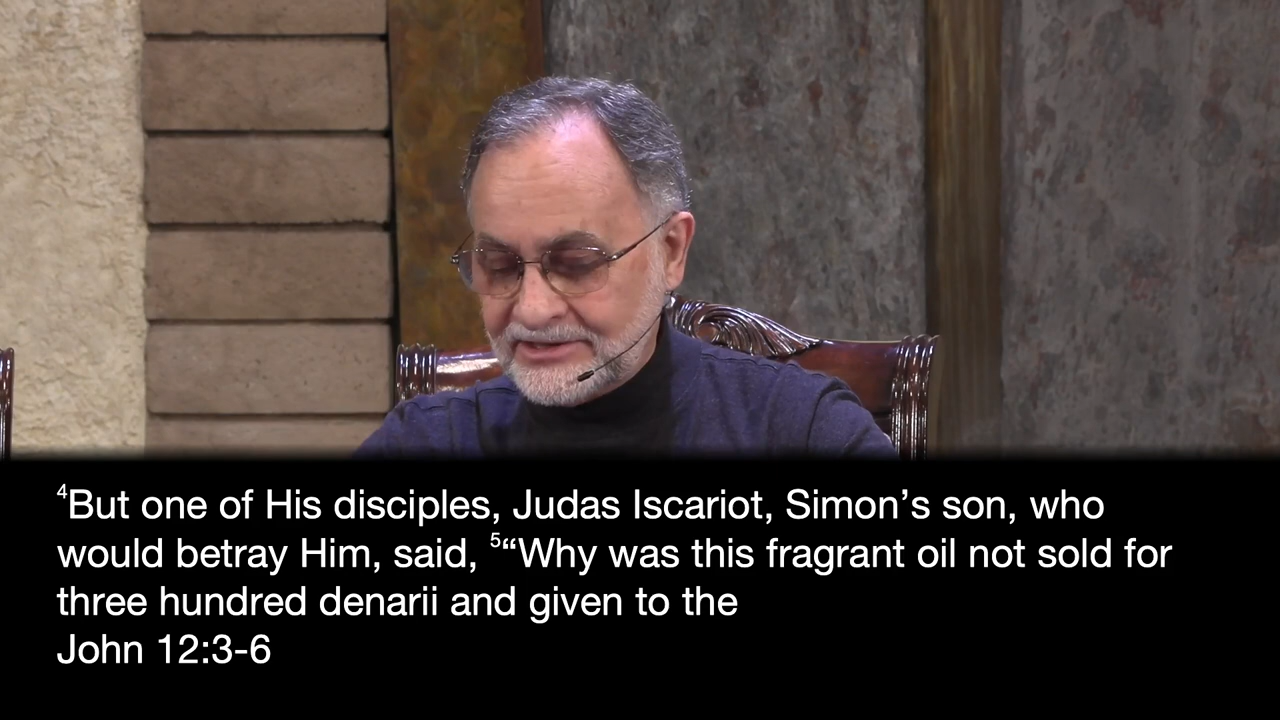 ⁴But one of His disciples, Judas Iscariot, Simon’s son, who
would betray Him, said, ⁵“Why was this fragrant oil not sold for
three hundred denarii and given to the
John 12:3-6